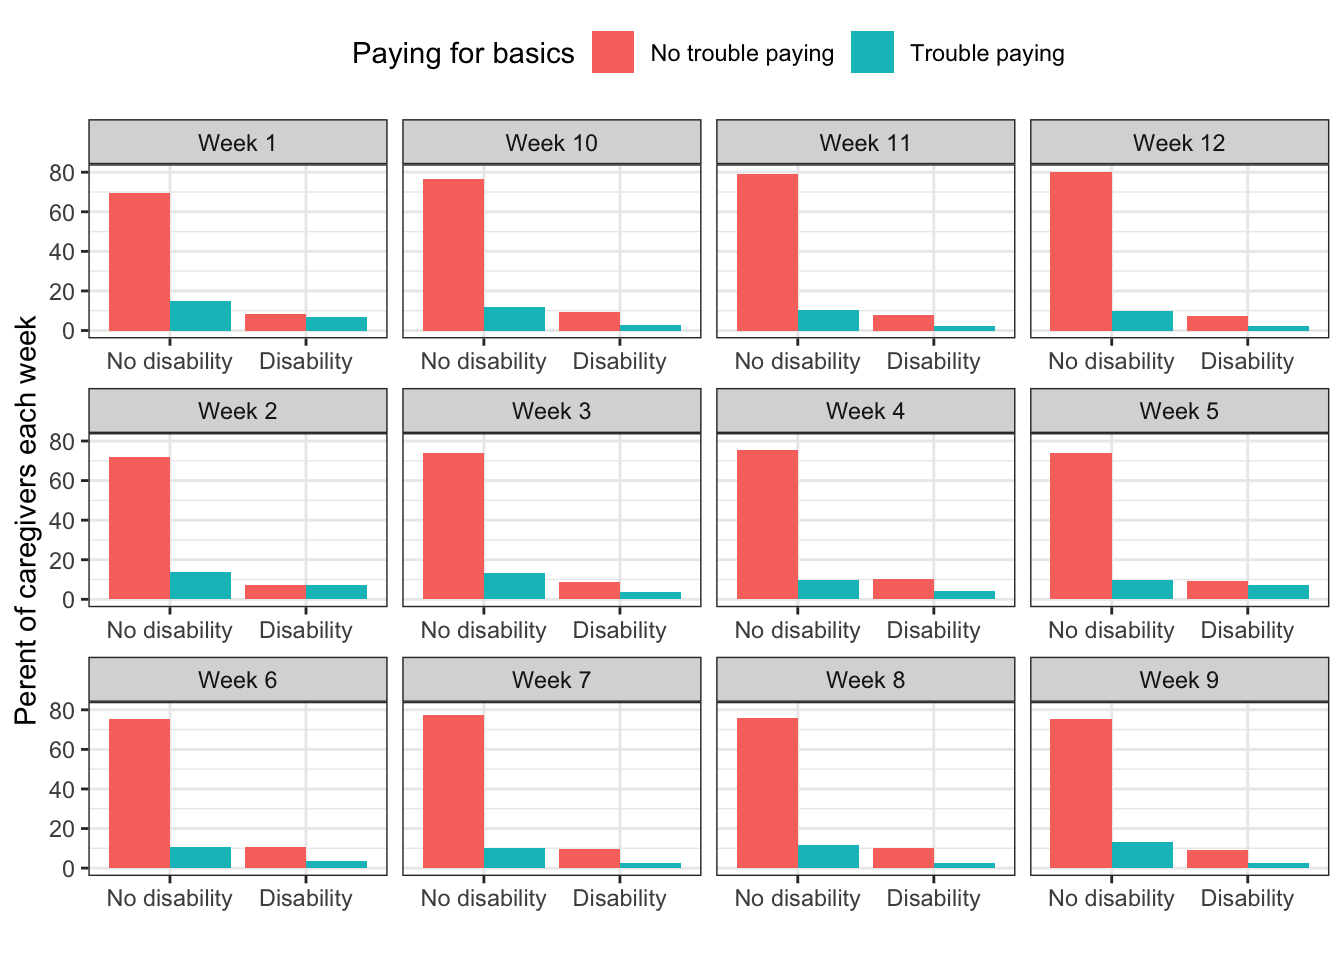 Paying for basics No trouble paying Trouble paying
Perent of caregivers each week
Week 1 Week 10 Week 11 Week 12
80
60
40
20
0
No disability Disability No disability Disability No disability Disability No disability Disability
Week 2 Week 3 Week 4 Week 5
80
60
40
20
0
No disability Disability No disability Disability No disability Disability No disability Disability
Week 6 Week 7 Week 8 Week 9
80
60
40
20
0
No disability Disability No disability Disability No disability Disability No disability Disability